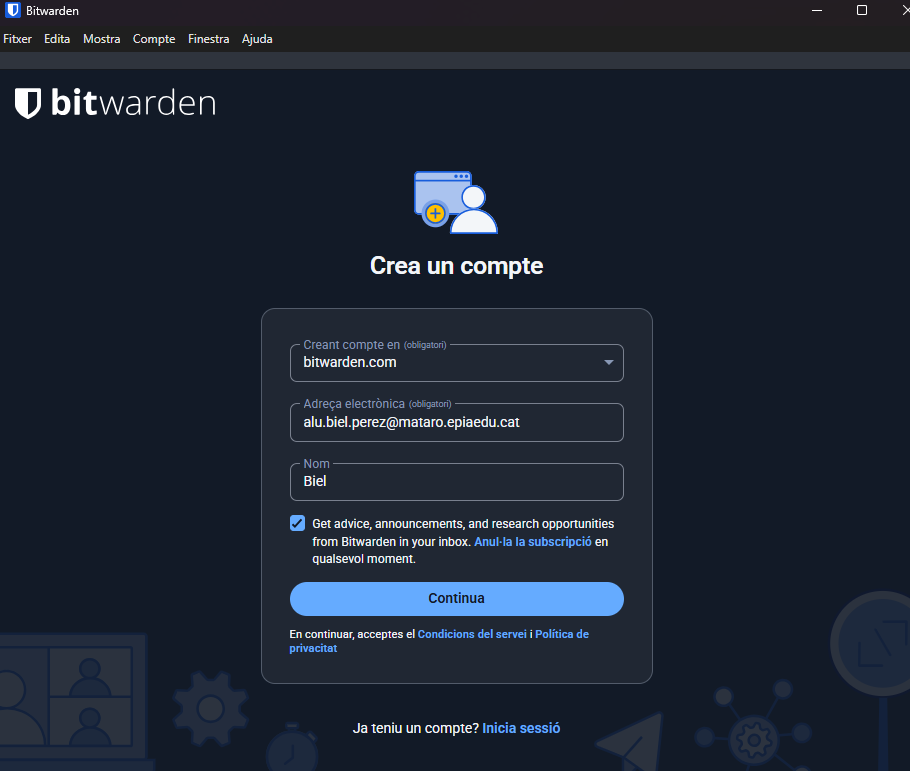 Bitwarden
Fitxer Edita Mostra Compte Finestra Ajuda
bitwarden
Crea un compte
Creant compte en (obligatori)
bitwarden.com
Adreça electrònica (obligatori)
alu.biel.perez@mataro.epiaedu.cat
Nom
Biel
Get advice, announcements, and research opportunities
from Bitwarden in your inbox. Anul·la la subscripció en
qualsevol moment.
Continua
En continuar, acceptes el Condicions del servei i Política de
privacitat
Ja teniu un compte? Inicia sessió